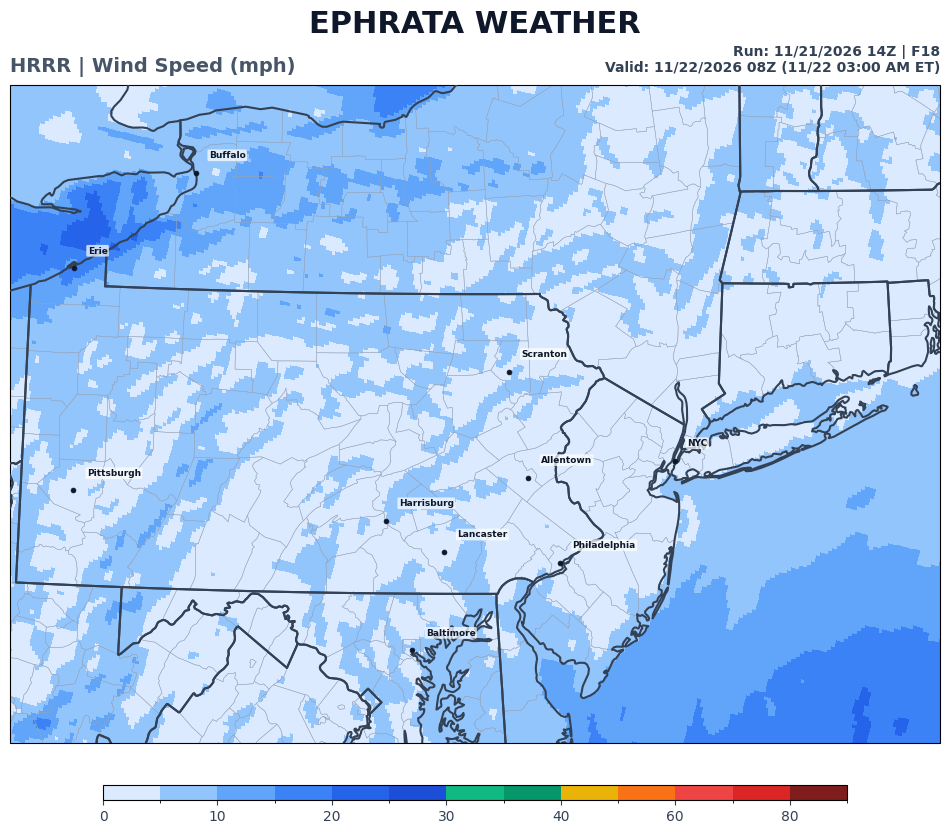 EPHRATA WEATHER
HRRR | Wind Speed (mph)
Run: 11/21/2026 14Z | F18
Valid: 11/22/2026 08Z (11/22 03:00 AM ET)
Buffalo
Erie
Scranton
NYC
Allentown
Pittsburgh
Harrisburg
Lancaster
Philadelphia
Baltimore
0 10 20 30 40 50 60 70 80